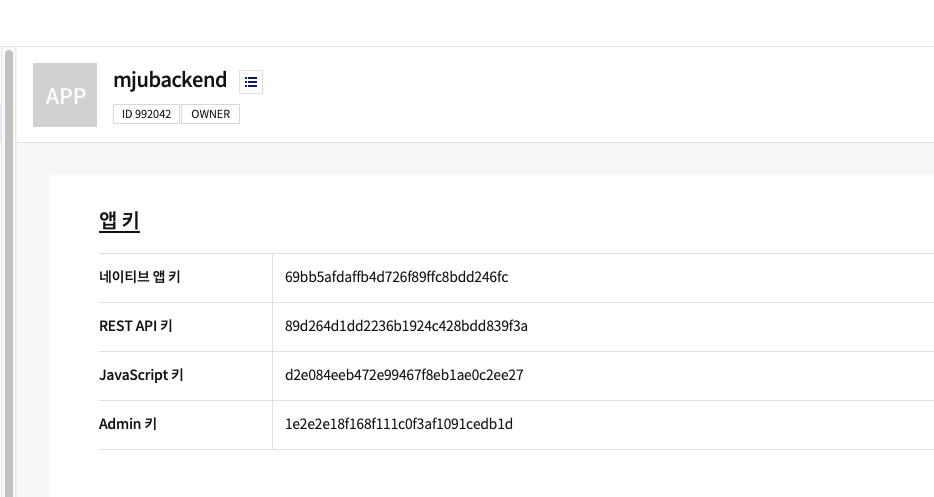 APP
mjubackend
ID 992042 OWNER
앱 키
네이티브 앱 키 69bb5afdaffb4d726f89ffc8bdd246fc
REST API 키 89d264d1dd2236b1924c428bdd839f3a
JavaScript 키 d2e084eeb472e99467f8eb1ae0c2ee27
Admin 키 1e2e2e18f168f111c0f3af1091cedb1d